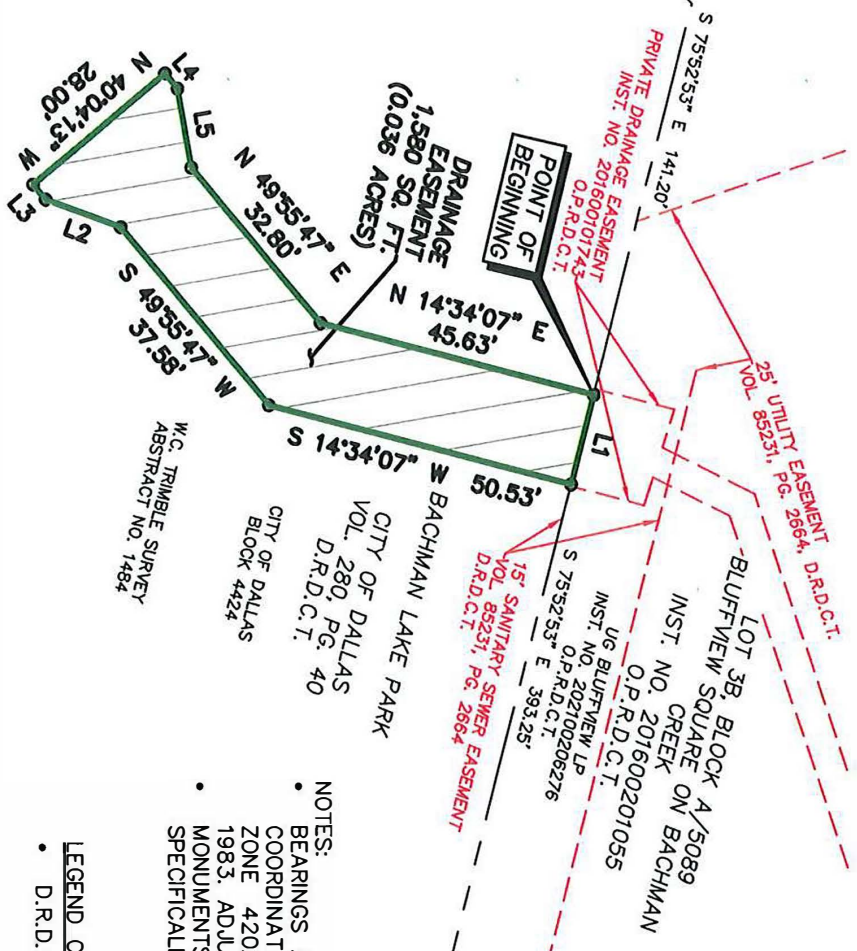 S 75°52'53" E 141.20'
PRIVATE DRAINAGE EASEMENT
INST. NO. 201600101743
O.P.R.D.C.T.
25' UTILITY EASEMENT
VOL. 85231, PG. 2664, D.R.D.C.T.
POINT OF
BEGINNING
DRAINAGE
EASEMENT
1,580 SQ. FT.
(0.036 ACRES)
L4
L5
N 40°04'13" W
28.00'
L3
L2
N 49°55'47" E
32.80'
S 49°55'47" W
37.58'
N 14°34'07" E
45.63'
L1
S 14°34'07" W 50.53'
LOT 3B, BLOCK A/5089
BLUFFVIEW SQUARE ON BACHMAN
CREEK
INST. NO. 201600201055
O.P.R.D.C.T.
UG BLUFFVIEW LP
INST. NO. 202100206276
O.P.R.D.C.T.
S 75°52'53" E 393.25'
15' SANITARY SEWER EASEMENT
VOL. 85231, PG. 2664
D.R.D.C.T.
BACHMAN LAKE PARK
CITY OF DALLAS
VOL. 280, PG. 40
D.R.D.C.T.
CITY OF DALLAS
BLOCK 4424
W.C. TRIMBLE SURVEY
ABSTRACT NO. 1484
NOTES:
• BEARINGS
COORDINAT
ZONE 420
1983. ADJU
• MONUMENTS
SPECIFICALL
LEGEND O
• D.R.D.